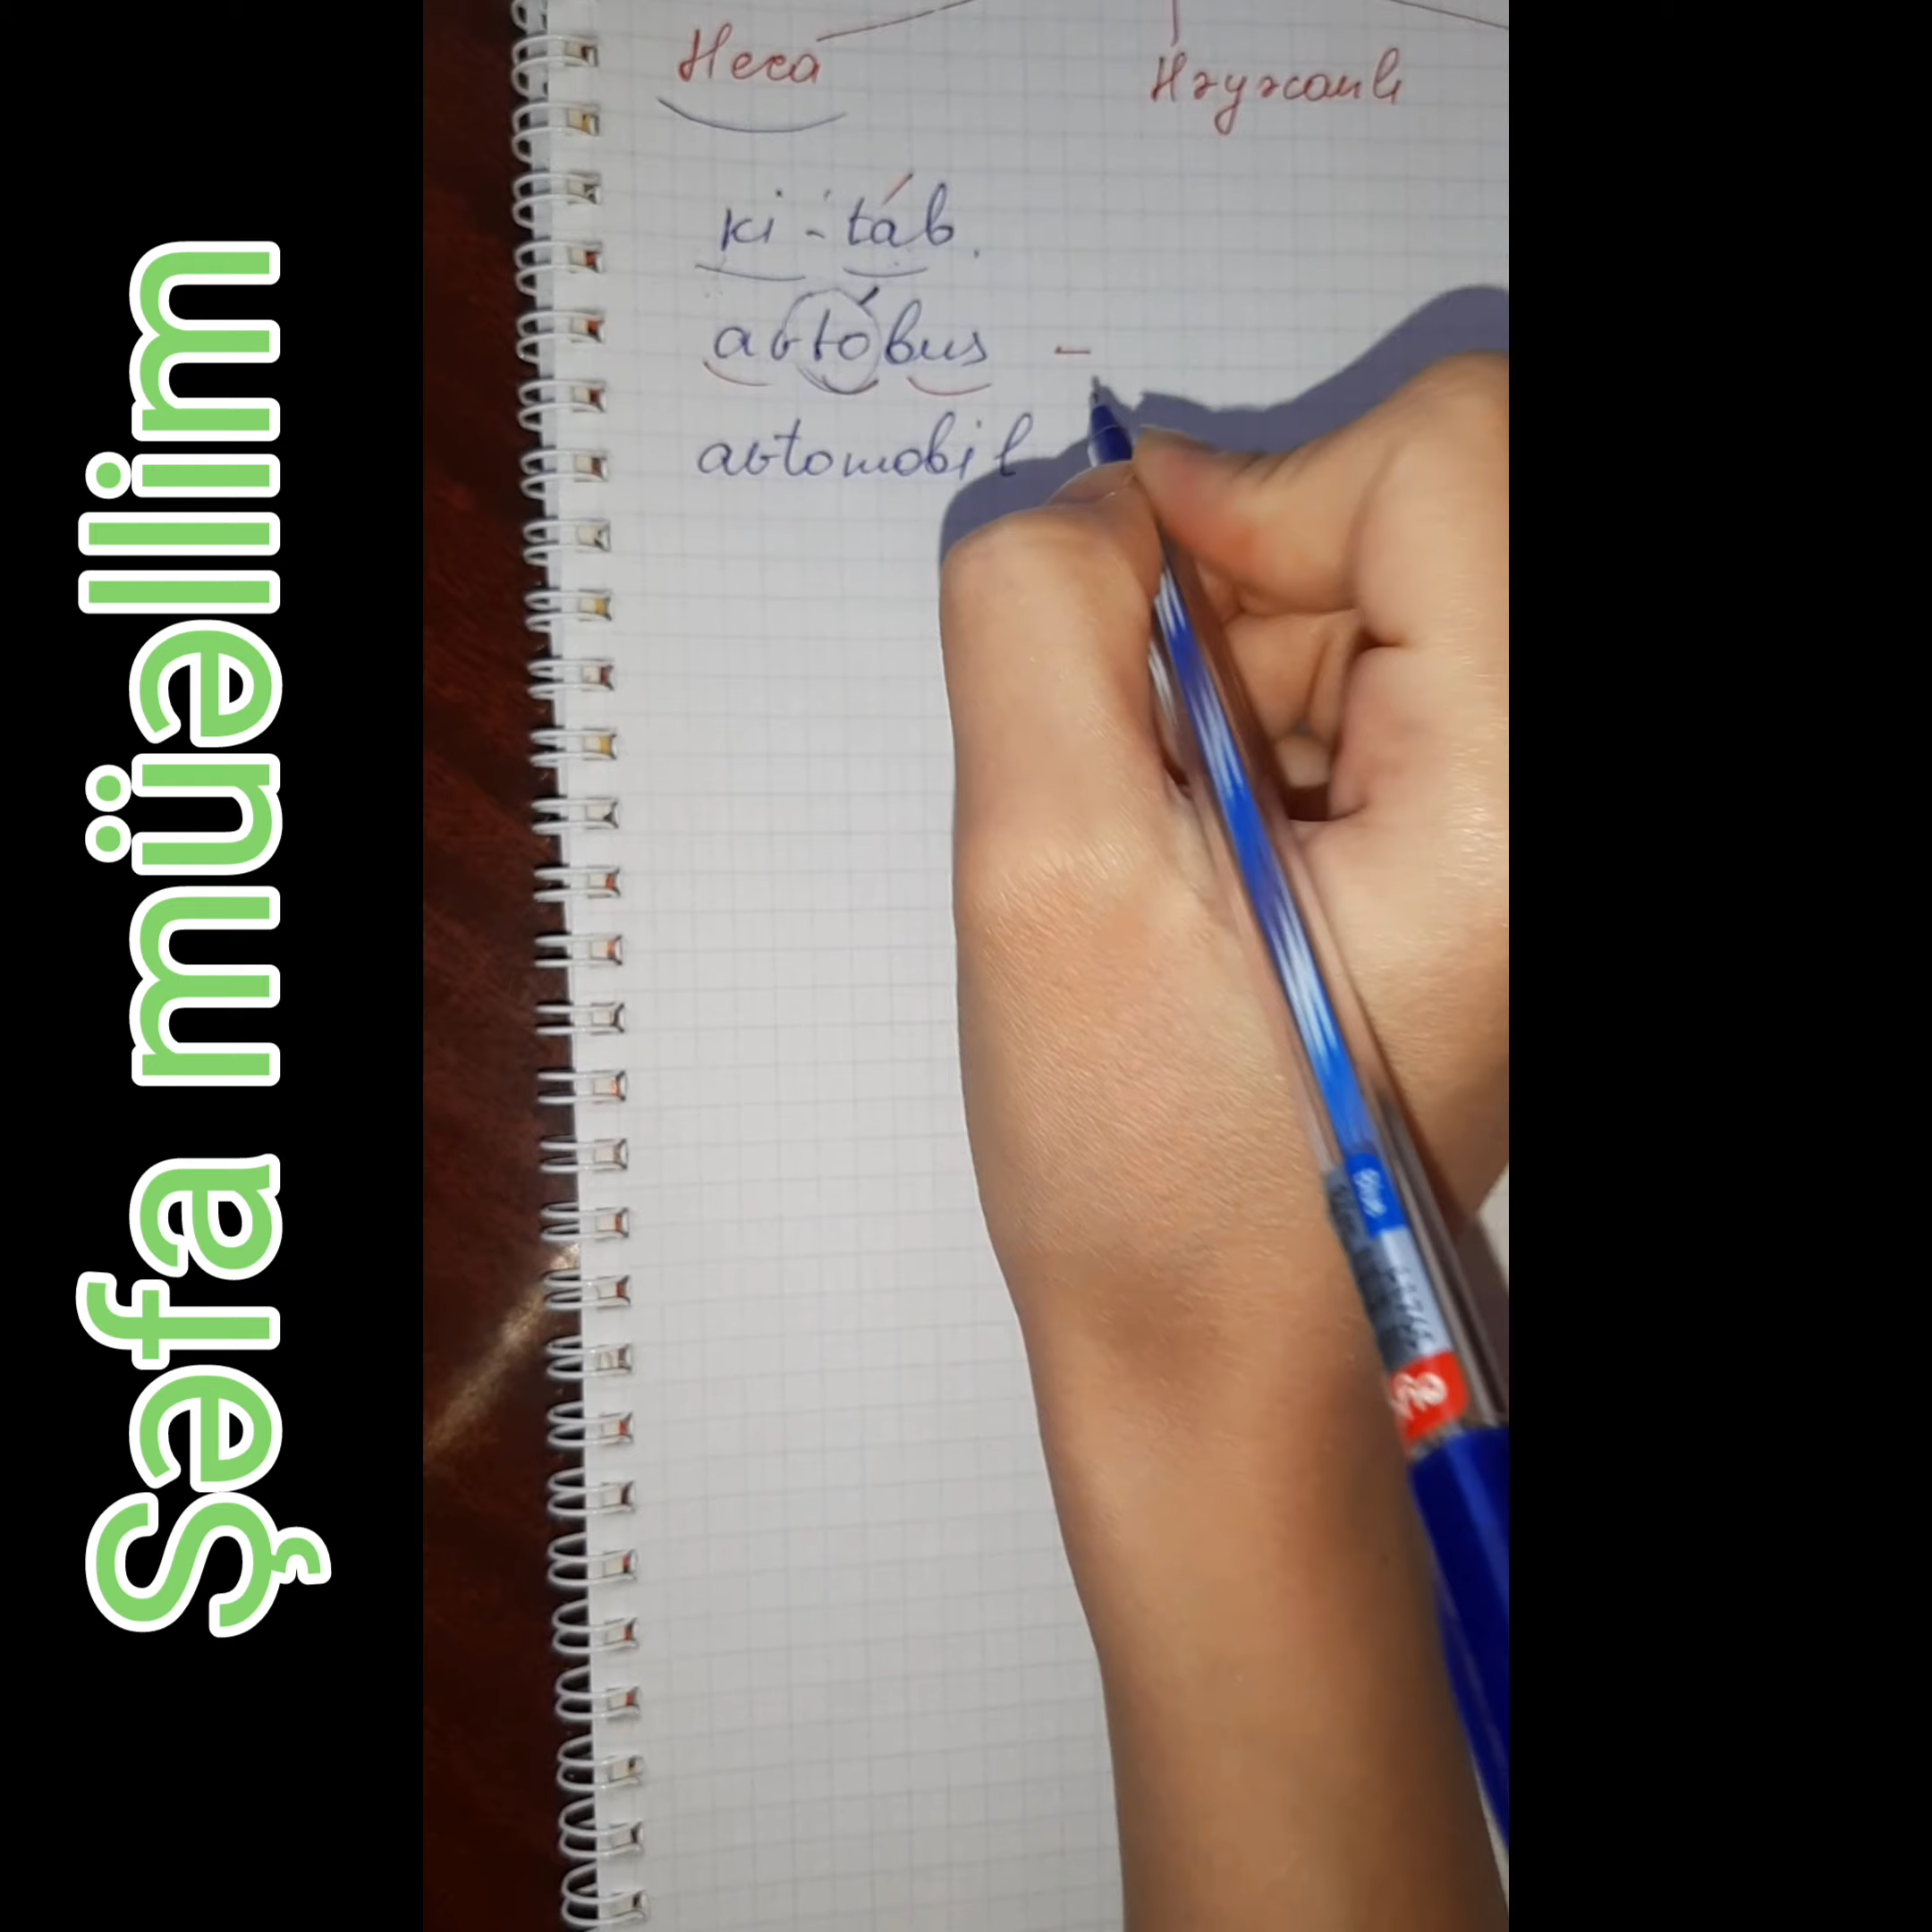 Şəfa müəllim
Heca Həyəcanlı
ki - táb.
avtóbus -
avtomobil